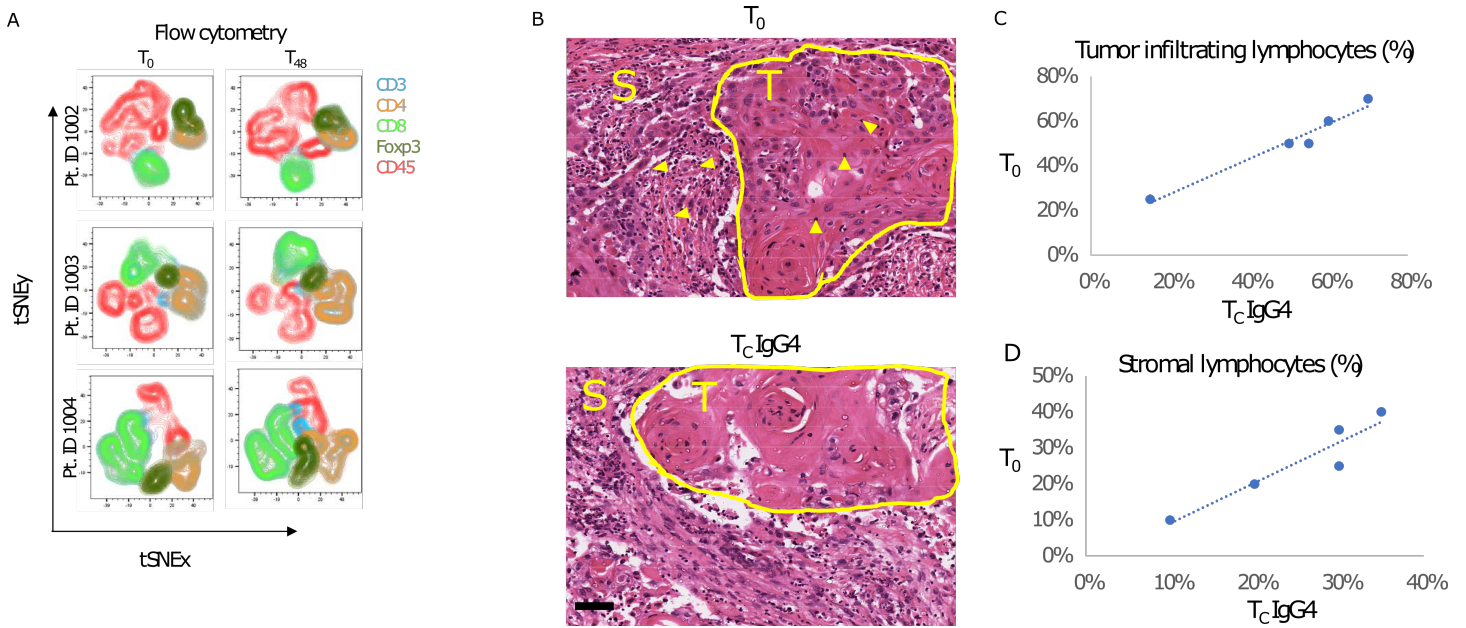 A
Flow cytometry
T0
T48
CD3
CD4
CD8
Foxp3
CD45
Pt. ID 1002
Pt. ID 1003
Pt. ID 1004
tSNEy
tSNEx
B
T0
S
T
TC IgG4
S
T
C
Tumor infiltrating lymphocytes (%)
80%
60%
40%
20%
0%
T0
0%
20%
40%
60%
80%
TC IgG4
D
Stromal lymphocytes (%)
50%
40%
30%
20%
10%
0%
T0
0%
10%
20%
30%
40%
TC IgG4